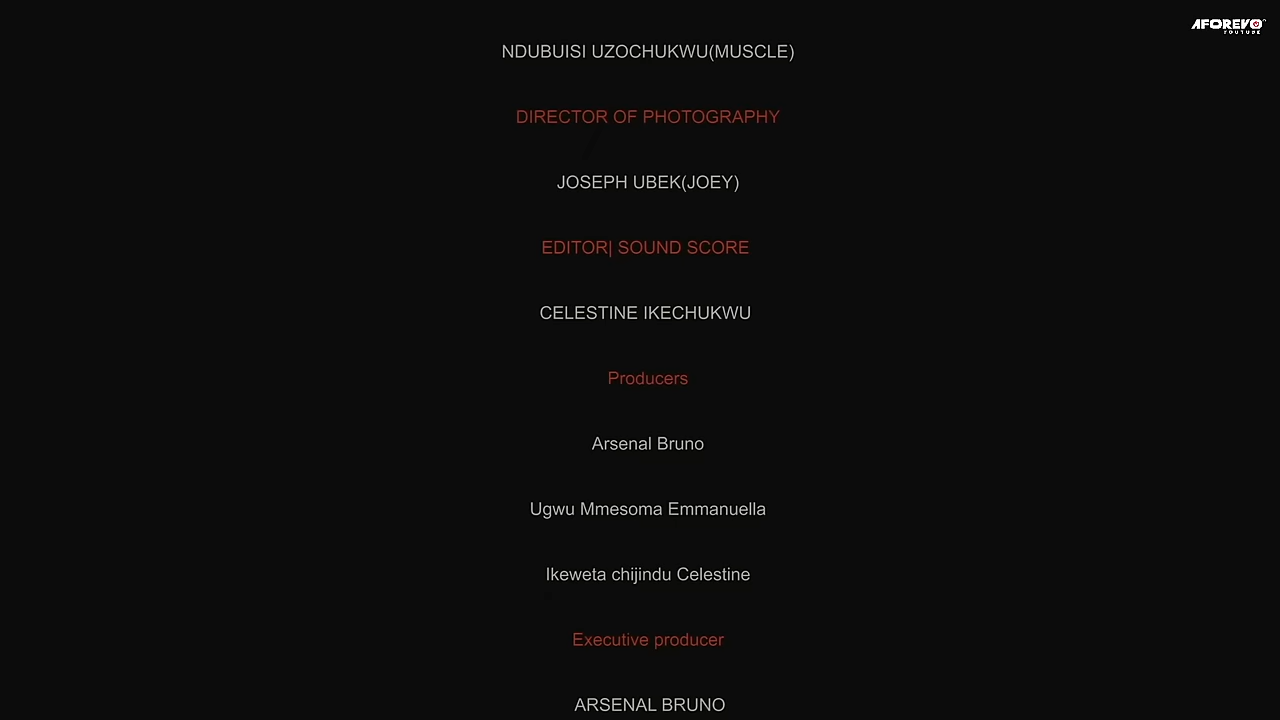 AFOREVO
YOUTUBE
NDUBUISI UZOCHUKWU(MUSCLE)
DIRECTOR OF PHOTOGRAPHY
JOSEPH UBEK(JOEY)
EDITOR| SOUND SCORE
CELESTINE IKECHUKWU
Producers
Arsenal Bruno
Ugwu Mmesoma Emmanuella
Ikeweta chijindu Celestine
Executive producer
ARSENAL BRUNO